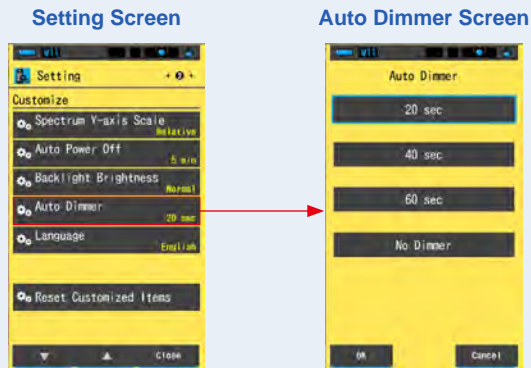 Setting Screen
Auto Dimmer Screen
Setting
Customize
Spectrum Y-axis Scale
Relative
Auto Power Off
5 min
Backlight Brightness
Normal
Auto Dimmer
20 sec
Language
English
Reset Customized Items
▼ ▲ Close
Auto Dimmer
20 sec
40 sec
60 sec
No Dimmer
OK Cancel